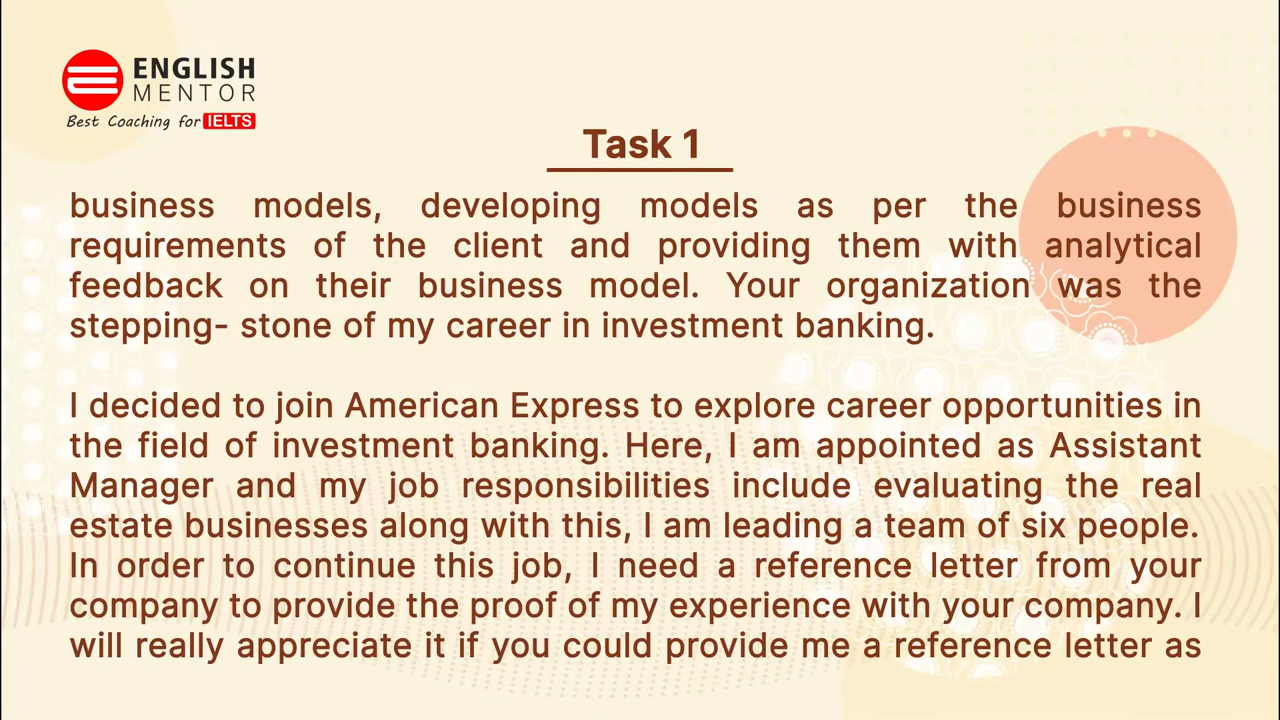 ENGLISH
MENTOR
Best Coaching for IELTS
Task 1
business models, developing models as per the business
requirements of the client and providing them with analytical
feedback on their business model. Your organization was the
stepping- stone of my career in investment banking.
I decided to join American Express to explore career opportunities in
the field of investment banking. Here, I am appointed as Assistant
Manager and my job responsibilities include evaluating the real
estate businesses along with this, I am leading a team of six people.
In order to continue this job, I need a reference letter from your
company to provide the proof of my experience with your company. I
will really appreciate it if you could provide me a reference letter as